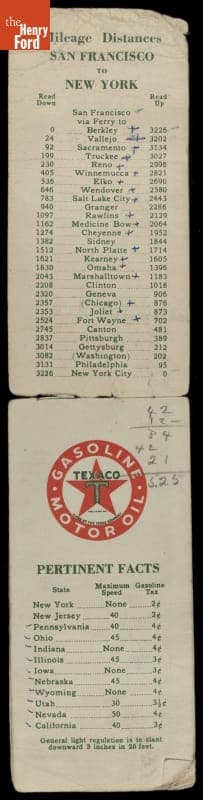 The Henry Ford
Mileage Distances
SAN FRANCISCO
TO
NEW YORK
Read Down
Read Up
San Francisco
via Ferry to
0 Berkley + 3226
24 Vallejo + 3202
92 Sacramento + 3134
199 Truckee + 3027
230 Reno + 2996
405 Winnemucca + 2821
536 Elko + 2690
646 Wendover + 2580
783 Salt Lake City + 2443
940 Granger 2286
1097 Rawlins + 2129
1162 Medicine Bow + 2064
1274 Cheyenne + 1952
1382 Sidney 1844
1512 North Platte + 1714
1621 Kearney + 1605
1830 Omaha + 1396
2043 Marshalltown + 1183
2208 Clinton 1018
2320 Geneva 906
2357 (Chicago) + 876
2353 Joliet + 873
2524 Fort Wayne + 702
2745 Canton 481
2837 Pittsburgh 389
3014 Gettysburg 212
3082 (Washington) 202
3131 Philadelphia 95
3226 New York City 0
42
12
84
42
21
525
GASOLINE
TEXACO
T
MOTOR OIL
PERTINENT FACTS
State Maximum Speed Gasoline Tax
New York None 2¢
New Jersey 40 2¢
Pennsylvania 40 4¢
Ohio 45 4¢
Indiana None 4¢
Illinois 45 3¢
Iowa None 3¢
Nebraska 45 4¢
Wyoming None 4¢
Utah 30 3½¢
Nevada 50 4¢
California 40 3¢
General light regulation is to slant
downward 3 inches in 25 feet.